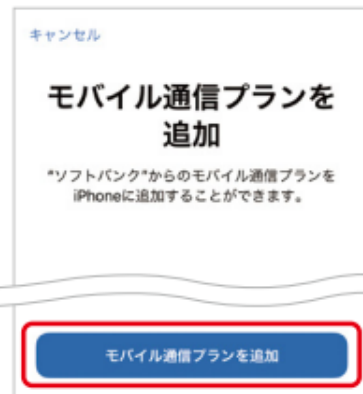 キャンセル
モバイル通信プランを
追加
"ソフトバンク"からのモバイル通信プランを
iPhoneに追加することができます。
モバイル通信プランを追加